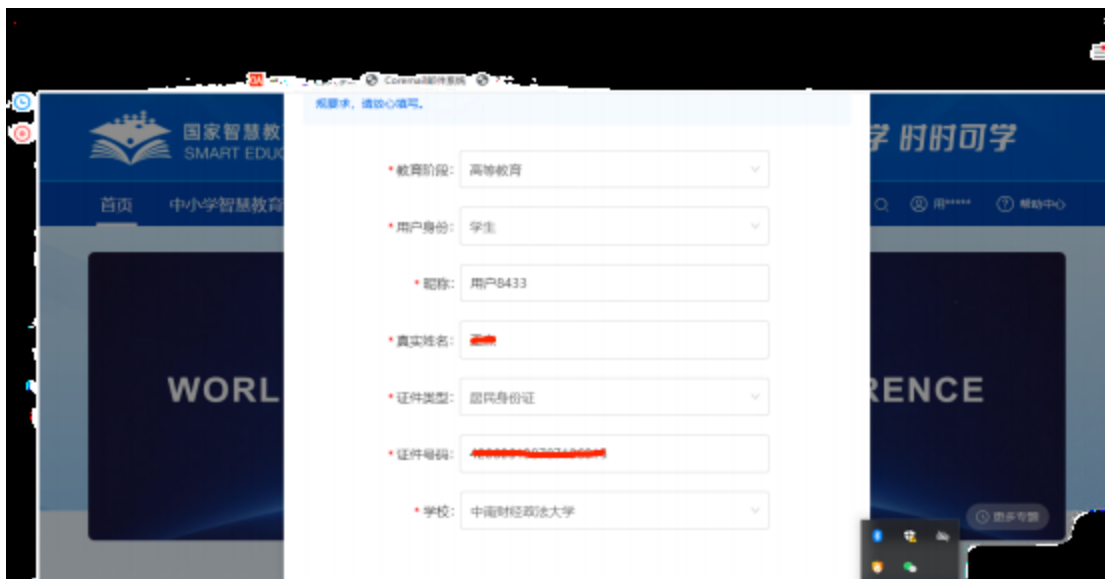 Coremail邮件系统
规要求，请放心填写。
国家智慧教
SMART EDUC
学 时时可学
首页 中小学智慧教育
用***** 帮助中心
*教育阶段: 高等教育
*用户身份: 学生
*昵称: 用户8433
*真实姓名:
*证件类型: 居民身份证
*证件号码:
*学校: 中南财经政法大学
WORL
RENCE
更多专题